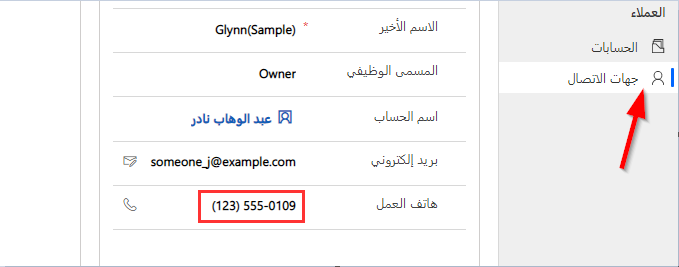 العملاء
الحسابات
جهات الاتصال
الاسم الأخير * Glynn(Sample)
المسمى الوظيفي Owner
اسم الحساب عبد الوهاب نادر
بريد إلكتروني someone_j@example.com
هاتف العمل (123) 555-0109